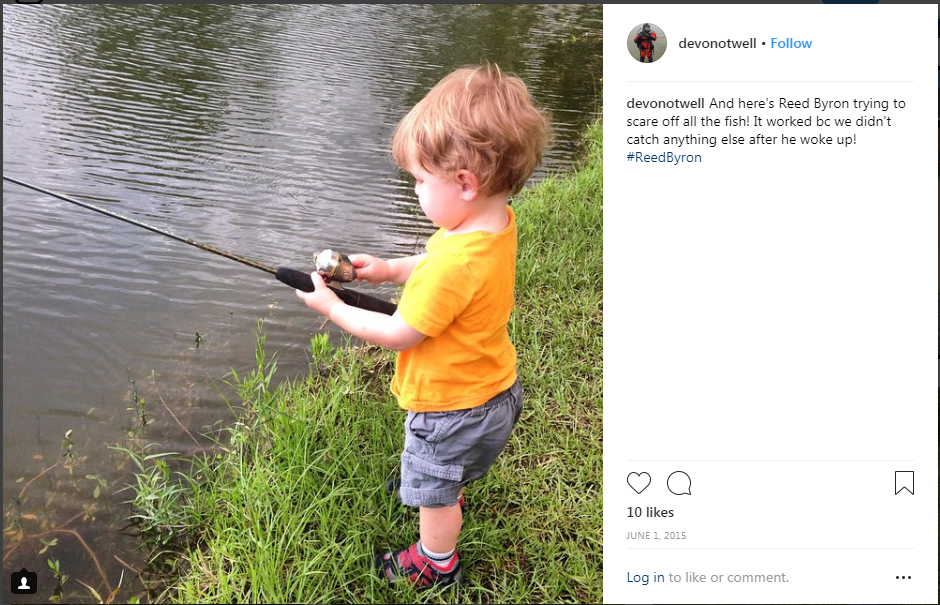 devonotwell • Follow
devonotwell And here's Reed Byron trying to
scare off all the fish! It worked bc we didn't
catch anything else after he woke up!
#ReedByron
10 likes
JUNE 1, 2015
Log in to like or comment.